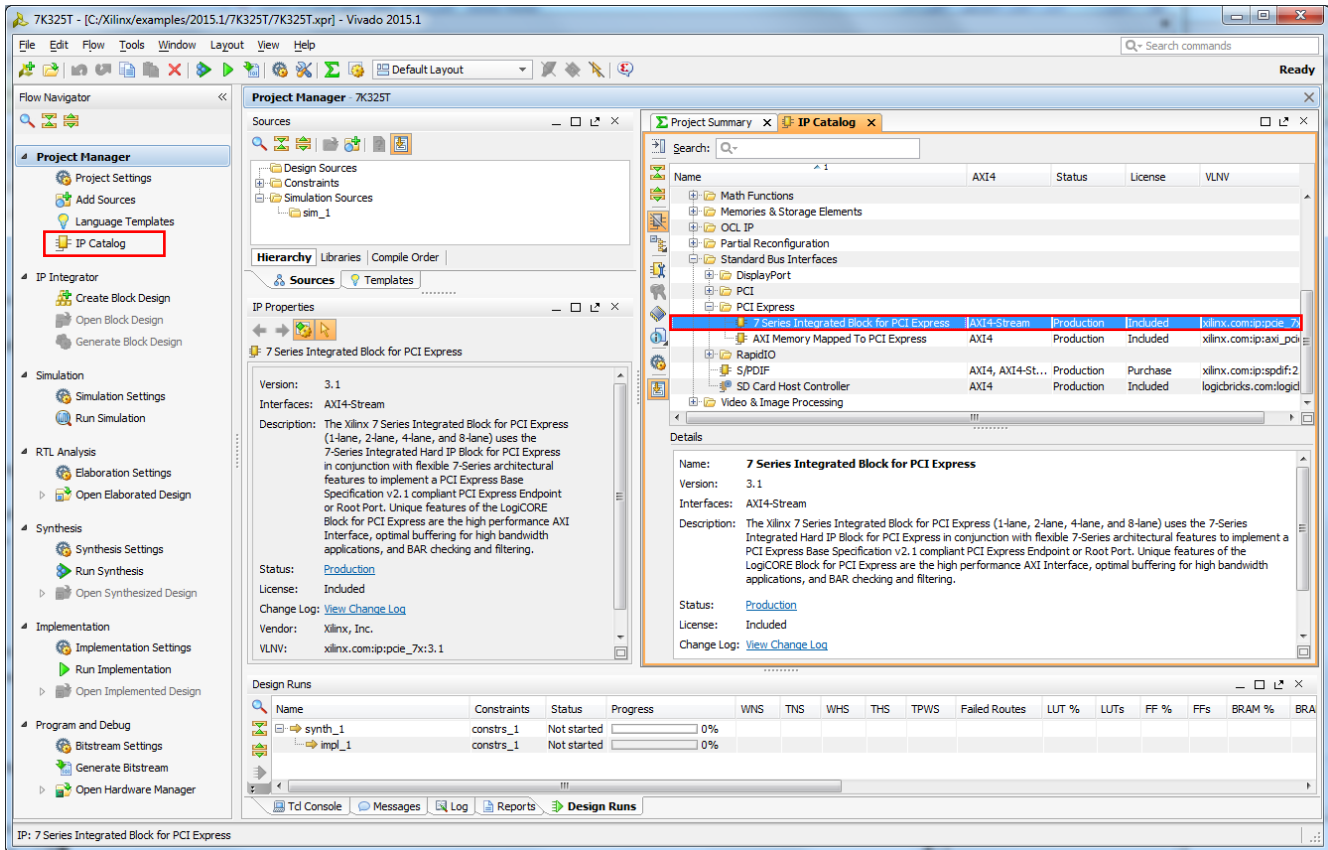 7K325T - [C:/Xilinx/examples/2015.1/7K325T/7K325T.xpr] - Vivado 2015.1
File Edit Flow Tools Window Layout View Help
Search commands
Default Layout
Ready
Flow Navigator
Project Manager
Project Settings
Add Sources
Language Templates
IP Catalog
IP Integrator
Create Block Design
Open Block Design
Generate Block Design
Simulation
Simulation Settings
Run Simulation
RTL Analysis
Elaboration Settings
Open Elaborated Design
Synthesis
Synthesis Settings
Run Synthesis
Open Synthesized Design
Implementation
Implementation Settings
Run Implementation
Open Implemented Design
Program and Debug
Bitstream Settings
Generate Bitstream
Open Hardware Manager
Project Manager - 7K325T
Sources
Design Sources
Constraints
Simulation Sources
sim_1
Hierarchy Libraries Compile Order
Sources Templates
IP Properties
7 Series Integrated Block for PCI Express
Version: 3.1
Interfaces: AXI4-Stream
Description: The Xilinx 7 Series Integrated Block for PCI Express
(1-lane, 2-lane, 4-lane, and 8-lane) uses the
7-Series Integrated Hard IP Block for PCI Express
in conjunction with flexible 7-Series architectural
features to implement a PCI Express Base
Specification v2.1 compliant PCI Express Endpoint
or Root Port. Unique features of the LogiCORE
Block for PCI Express are the high performance AXI
Interface, optimal buffering for high bandwidth
applications, and BAR checking and filtering.
Status: Production
License: Included
Change Log: View Change Log
Vendor: Xilinx, Inc.
VLNV: xilinx.com:ip:pcie_7x:3.1
Project Summary IP Catalog
Search:
Name 1 AXI4 Status License VLNV
Math Functions
Memories & Storage Elements
OCL IP
Partial Reconfiguration
Standard Bus Interfaces
DisplayPort
PCI
PCI Express
7 Series Integrated Block for PCI Express AXI4-Stream Production Included xilinx.com:ip:pcie_7x
AXI Memory Mapped To PCI Express AXI4 Production Included xilinx.com:ip:axi_pcie
RapidIO
S/PDIF AXI4, AXI4-St... Production Purchase xilinx.com:ip:spdif:2
SD Card Host Controller AXI4 Production Included logicbricks.com:logicl
Video & Image Processing
Details
Name: 7 Series Integrated Block for PCI Express
Version: 3.1
Interfaces: AXI4-Stream
Description: The Xilinx 7 Series Integrated Block for PCI Express (1-lane, 2-lane, 4-lane, and 8-lane) uses the 7-Series
Integrated Hard IP Block for PCI Express in conjunction with flexible 7-Series architectural features to implement a
PCI Express Base Specification v2.1 compliant PCI Express Endpoint or Root Port. Unique features of the
LogiCORE Block for PCI Express are the high performance AXI Interface, optimal buffering for high bandwidth
applications, and BAR checking and filtering.
Status: Production
License: Included
Change Log: View Change Log
Design Runs
Name Constraints Status Progress WNS TNS WHS THS TPWS Failed Routes LUT % LUTs FF % FFs BRAM % BRA
synth_1 constrs_1 Not started 0%
impl_1 constrs_1 Not started 0%
Tcl Console Messages Log Reports Design Runs
IP: 7 Series Integrated Block for PCI Express